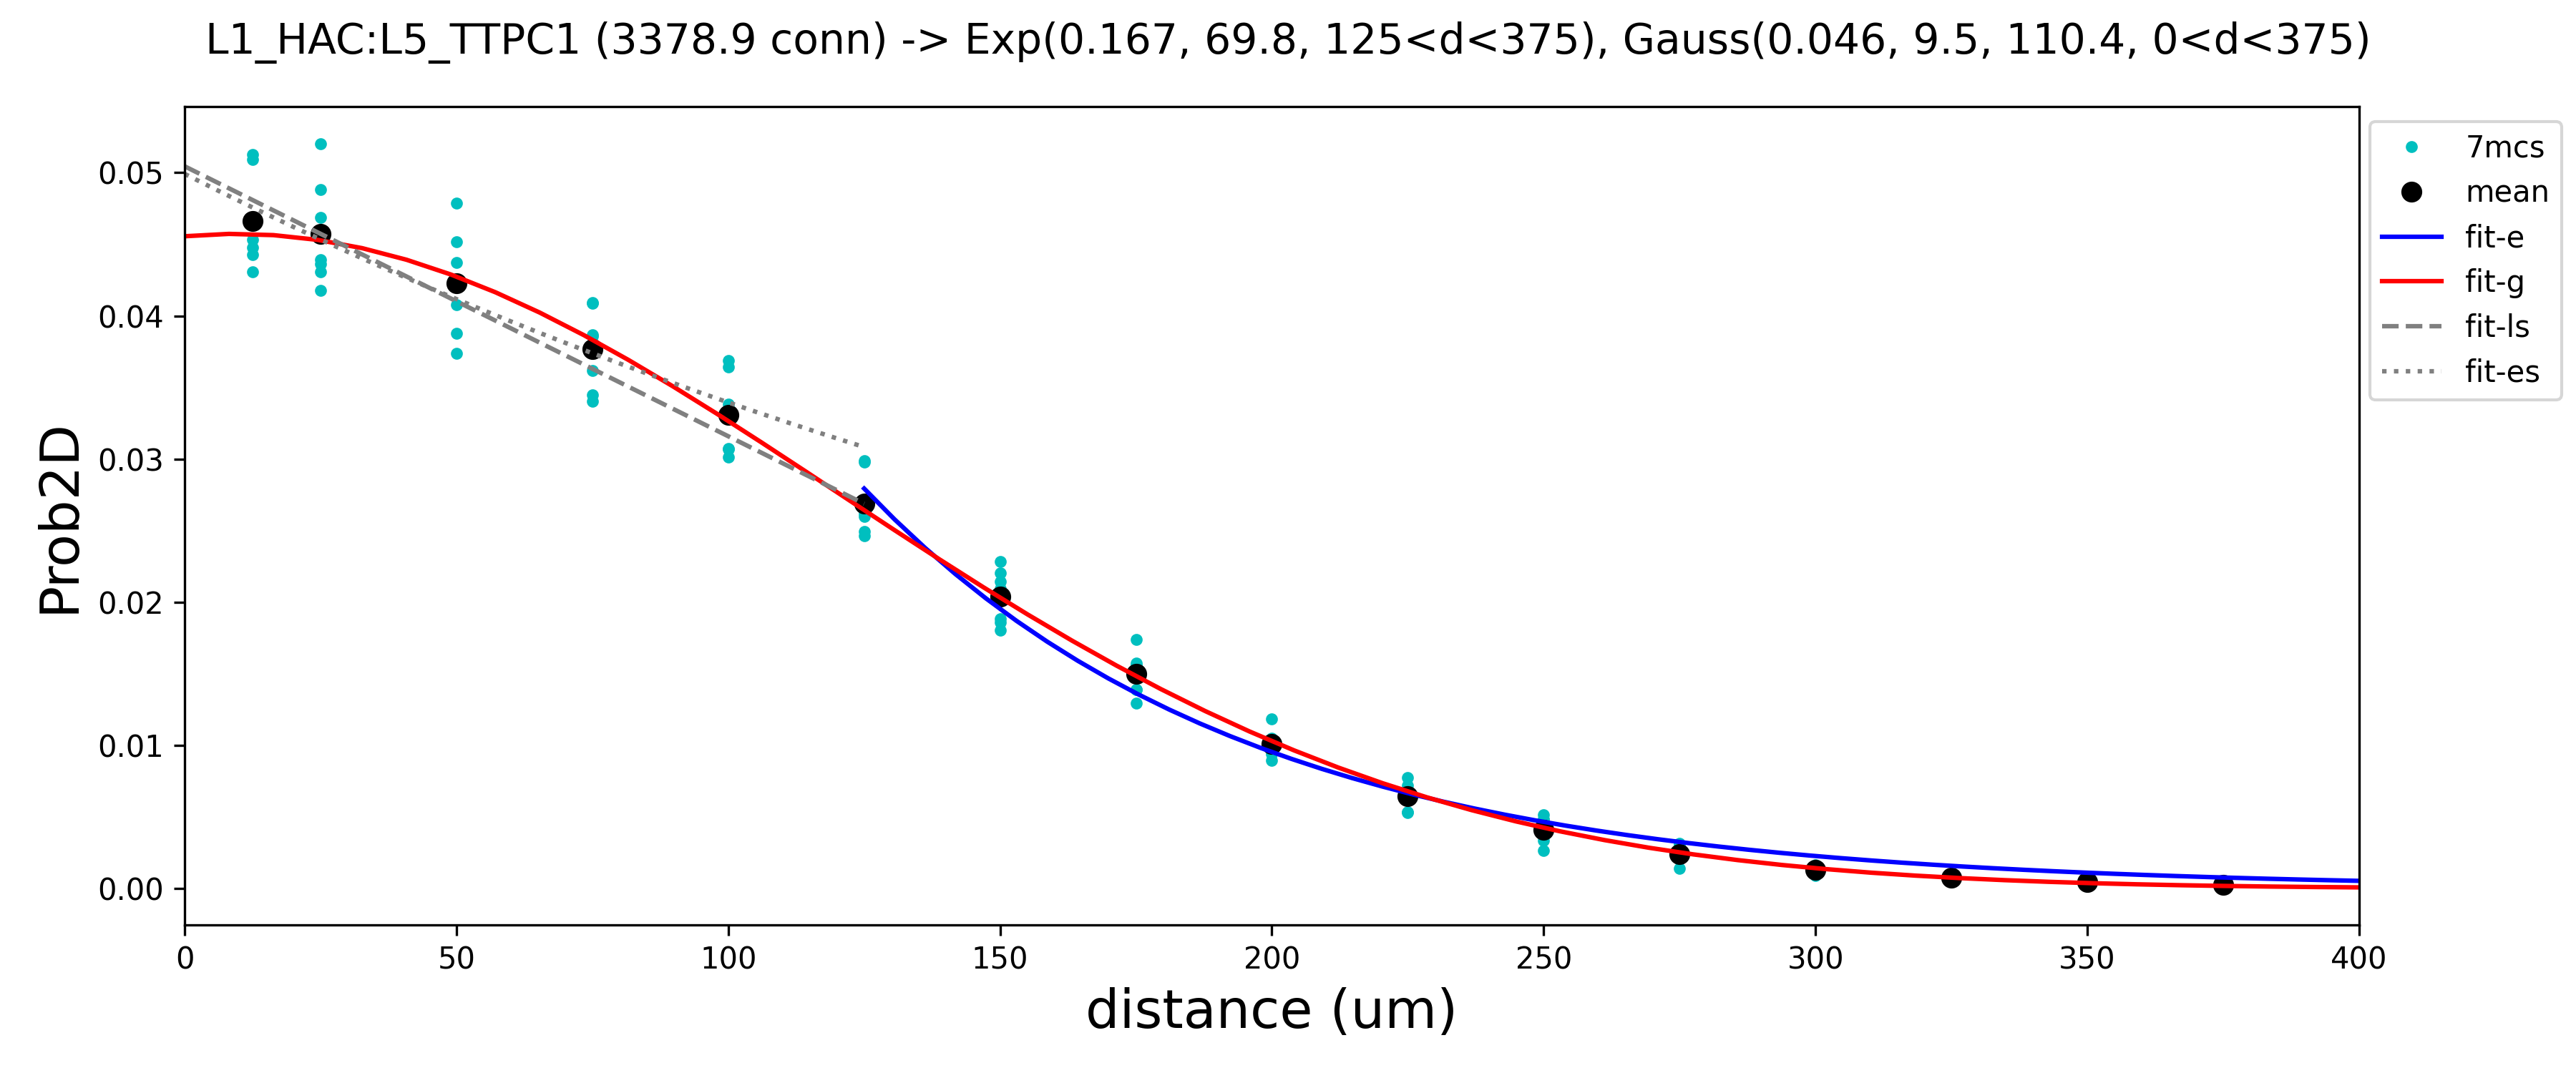 L1_HAC:L5_TTPC1 (3378.9 conn) -> Exp(0.167, 69.8, 125<d<375), Gauss(0.046, 9.5, 110.4, 0<d<375)
7mcs
mean
fit-e
fit-g
fit-ls
fit-es
Prob2D
0.05
0.04
0.03
0.02
0.01
0.00
0 50 100 150 200 250 300 350 400
distance (um)